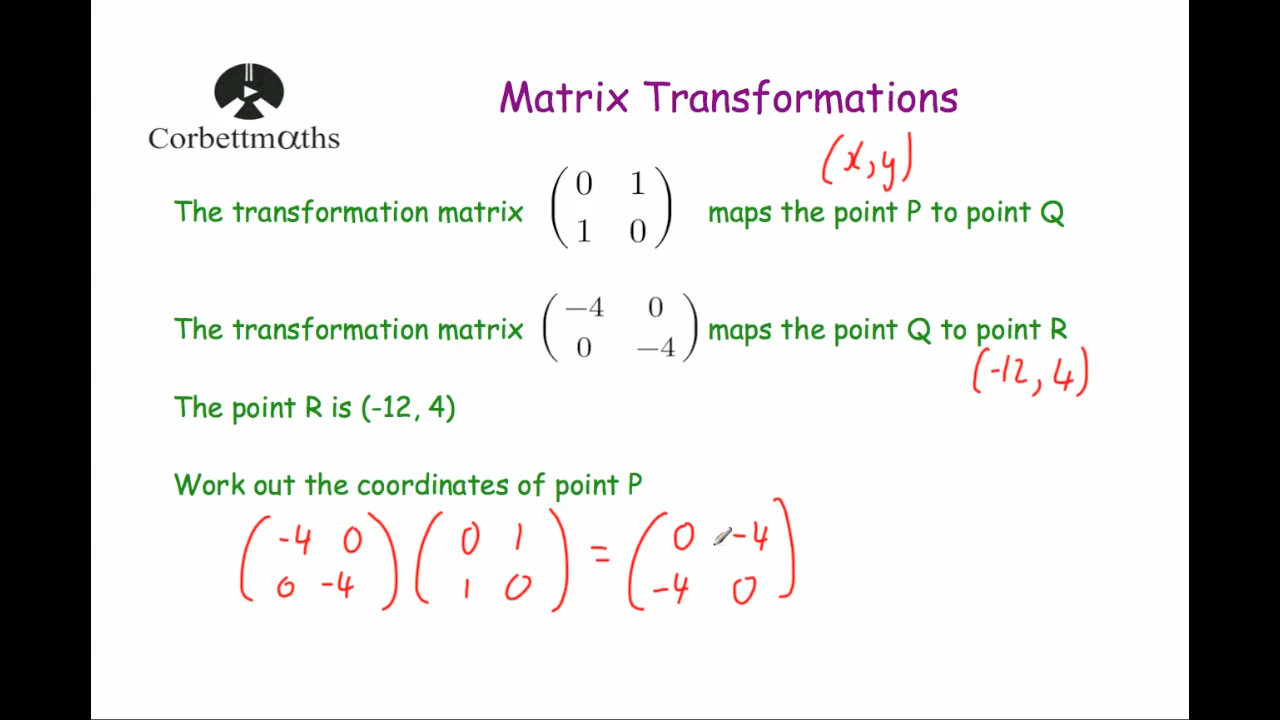 Corbettmαths
Matrix Transformations
(x, y)
The transformation matrix (0 1
1 0) maps the point P to point Q
The transformation matrix (−4 0
0 −4) maps the point Q to point R
(-12, 4)
The point R is (-12, 4)
Work out the coordinates of point P
(-4 0) (0 1) = (0 -4)
(0 -4) (1 0) (-4 0)